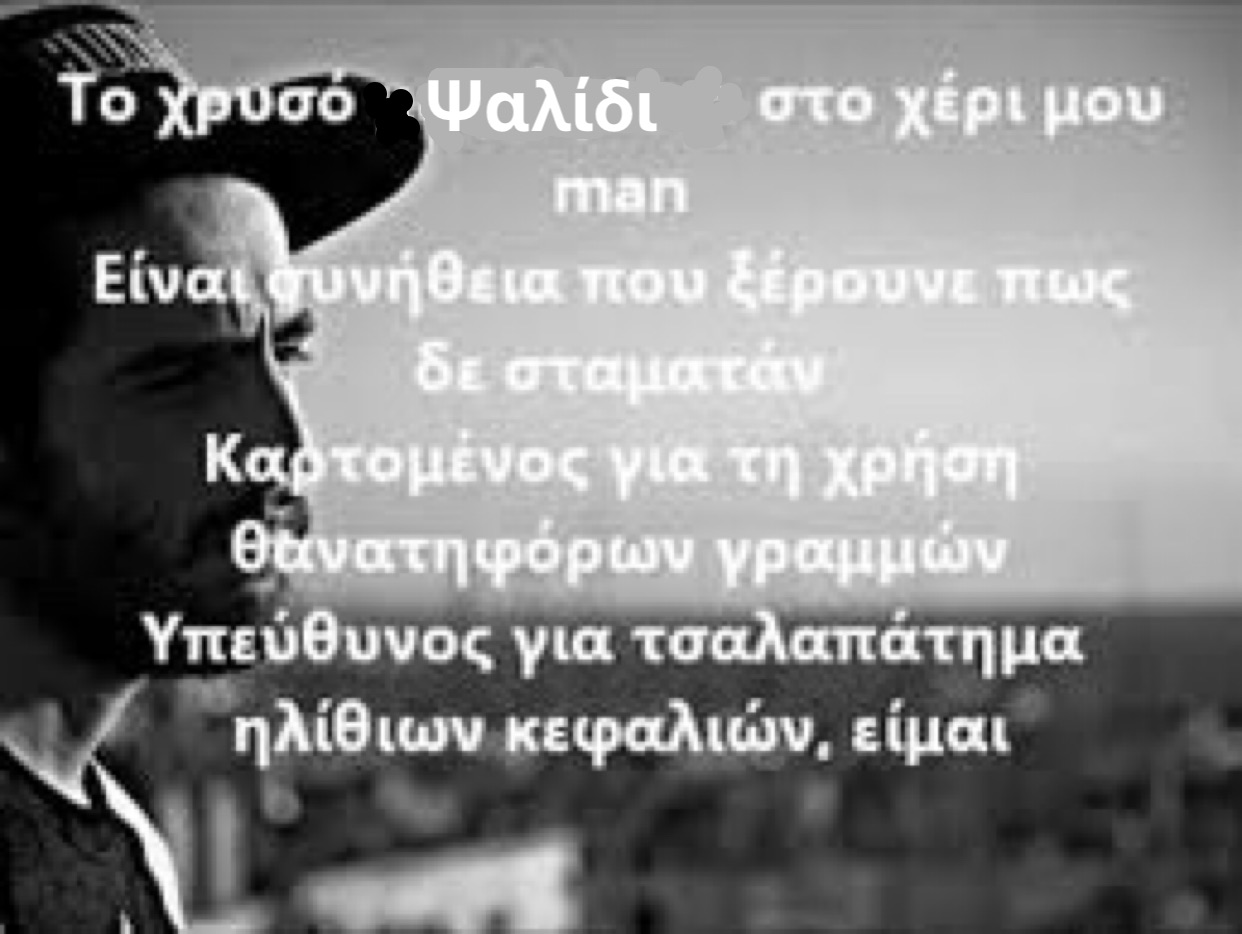 Το χρυσό Ψαλίδι στο χέρι μου
man
Είναι συνήθεια που ξέρουνε πως
δε σταματάν
Καρτομένος για τη χρήση
θανατηφόρων γραμμών
Υπεύθυνος για τσαλαπάτημα
ηλίθιων κεφαλιών, είμαι